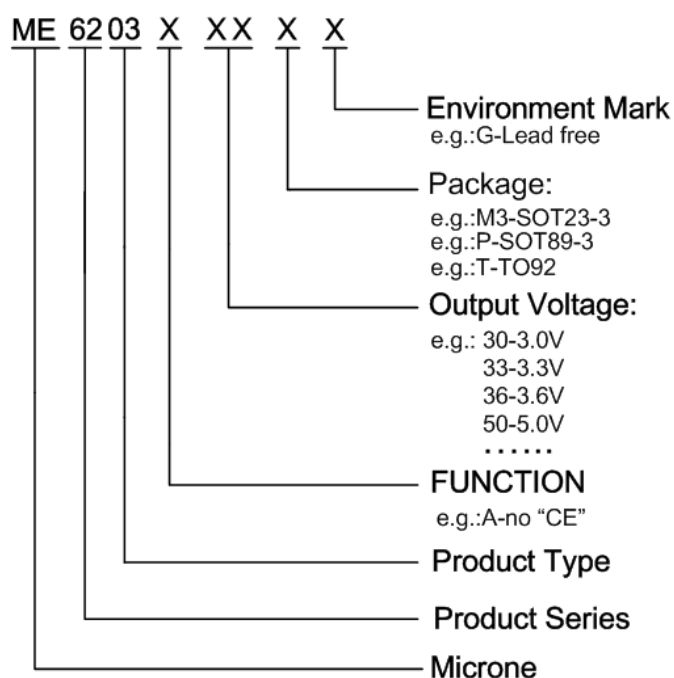 ME 62 03 X XX X X
Environment Mark
e.g.:G-Lead free
Package:
e.g.:M3-SOT23-3
e.g.:P-SOT89-3
e.g.:T-TO92
Output Voltage:
e.g.: 30-3.0V
33-3.3V
36-3.6V
50-5.0V
......
FUNCTION
e.g.:A-no “CE”
Product Type
Product Series
Microne